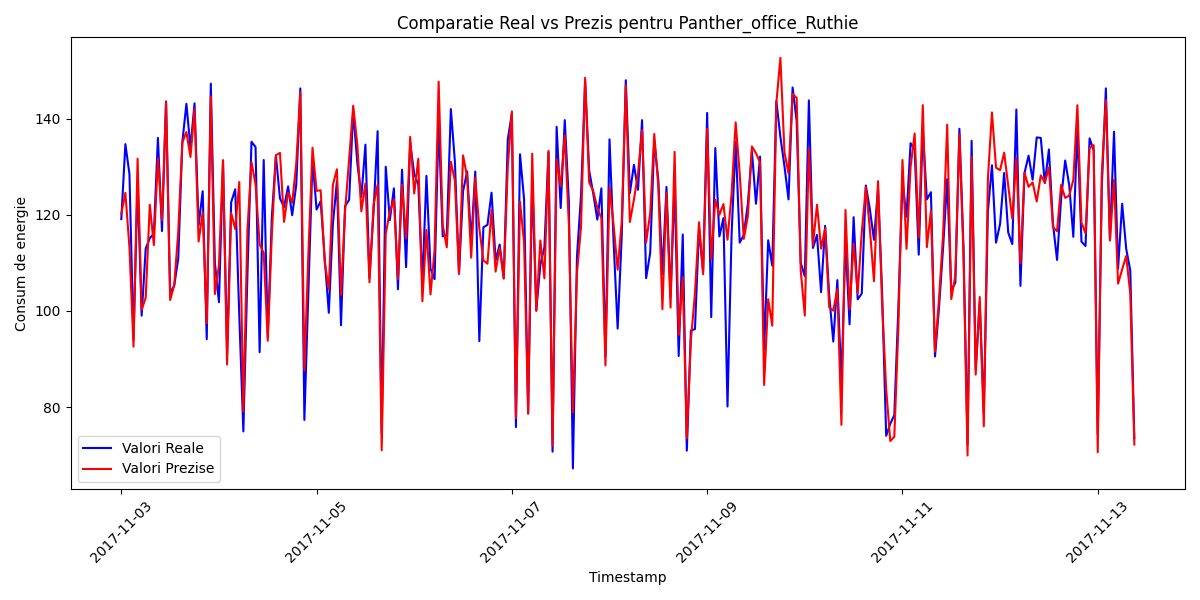 Comparatie Real vs Prezis pentru Panther_office_Ruthie
Consum de energie
140
120
100
80
Valori Reale
Valori Prezise
2017-11-03
2017-11-05
2017-11-07
2017-11-09
2017-11-11
2017-11-13
Timestamp